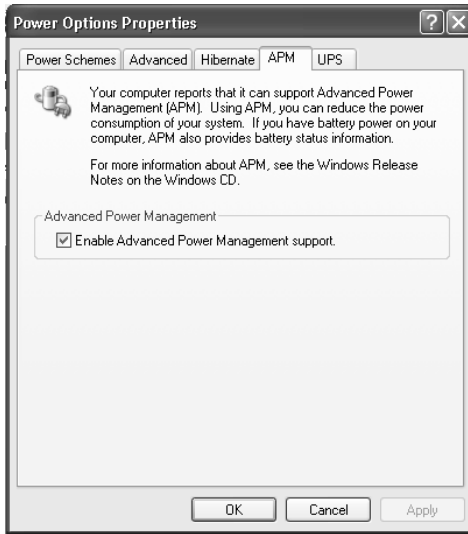 Power Options Properties
Power Schemes Advanced Hibernate APM UPS
Your computer reports that it can support Advanced Power
Management (APM). Using APM, you can reduce the power
consumption of your system. If you have battery power on your
computer, APM also provides battery status information.
For more information about APM, see the Windows Release
Notes on the Windows CD.
Advanced Power Management
Enable Advanced Power Management support.
OK Cancel Apply